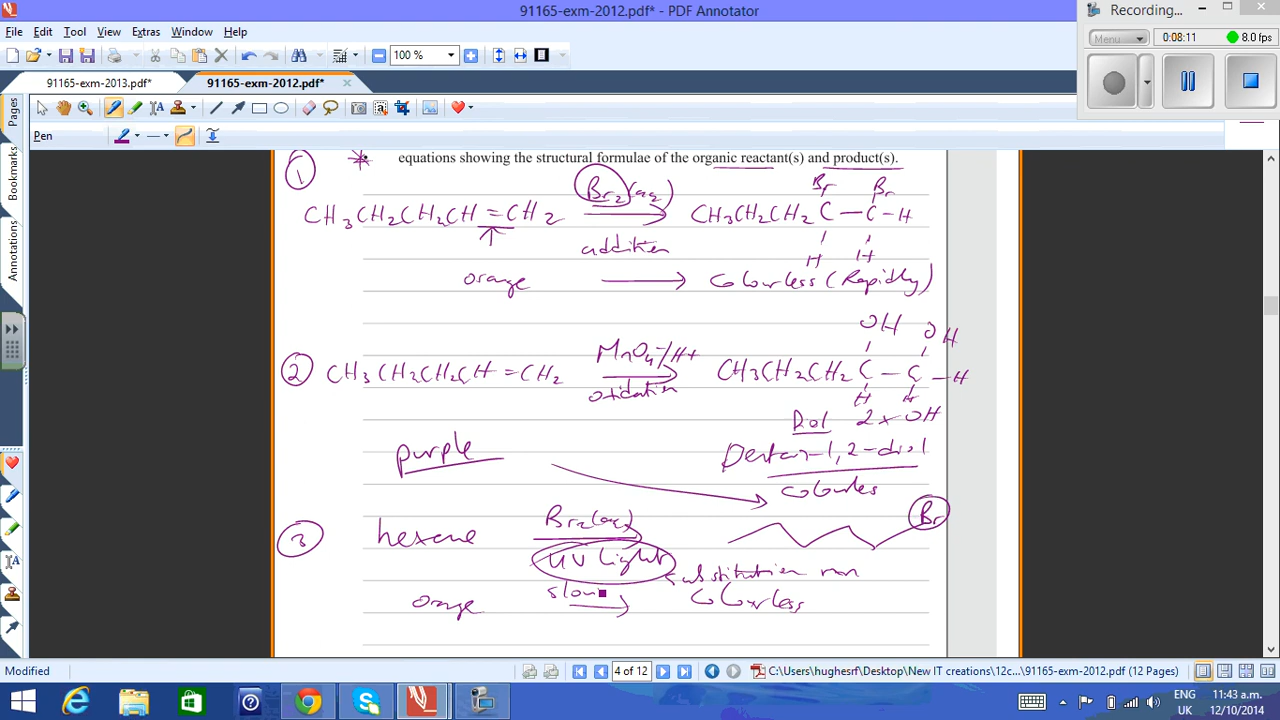 91165-exm-2012.pdf* - PDF Annotator
Recording...
File Edit Tool View Extras Window Help
Menu 0:08:11 8.0 fps
100 %
91165-exm-2013.pdf* 91165-exm-2012.pdf*
Pen
Pages
Bookmarks
Annotations
equations showing the structural formulae of the organic reactant(s) and product(s).
1 Br2(aq) Br Br
CH3CH2CH2CH=CH2 CH3CH2CH2 C — C - H
addition H H
orange Colourless (Rapidly)
OH OH
2 CH3CH2CH2CH=CH2 MnO4-/H+ CH3CH2CH2 C — C — H
oxidation H H
Diol 2 x OH
purple Pentan-1,2-diol
colourless
3 hexane Br2(aq) Br
UV light
substitution rxn
orange slow Colourless
Modified 4 of 12 C:\Users\hughesrf\Desktop\New IT creations\12c...\91165-exm-2012.pdf (12 Pages)
ENG 11:43 a.m.
UK 12/10/2014